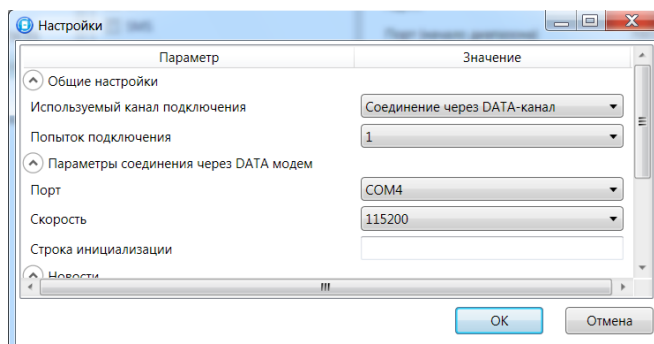 Настройки
Параметр Значение
Общие настройки
Используемый канал подключения Соединение через DATA-канал
Попыток подключения 1
Параметры соединения через DATA модем
Порт COM4
Скорость 115200
Строка инициализации
Новости
OK Отмена